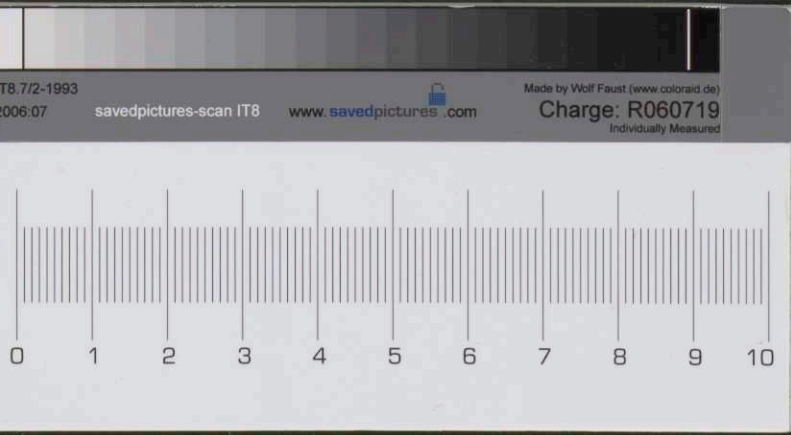 IT8.7/2-1993
2006:07
savedpictures-scan IT8
www.savedpictures.com
Made by Wolf Faust (www.coloraid.de)
Charge: R060719
Individually Measured
0 1 2 3 4 5 6 7 8 9 10